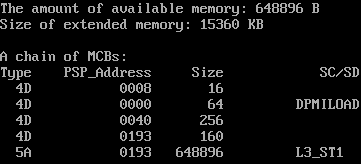 The amount of available memory: 648896 B
Size of extended memory: 15360 KB
A chain of MCBs:
Type PSP_Address Size SC/SD
4D 0008 16
4D 0000 64 DPMILOAD
4D 0040 256
4D 0193 160
5A 0193 648896 L3_ST1